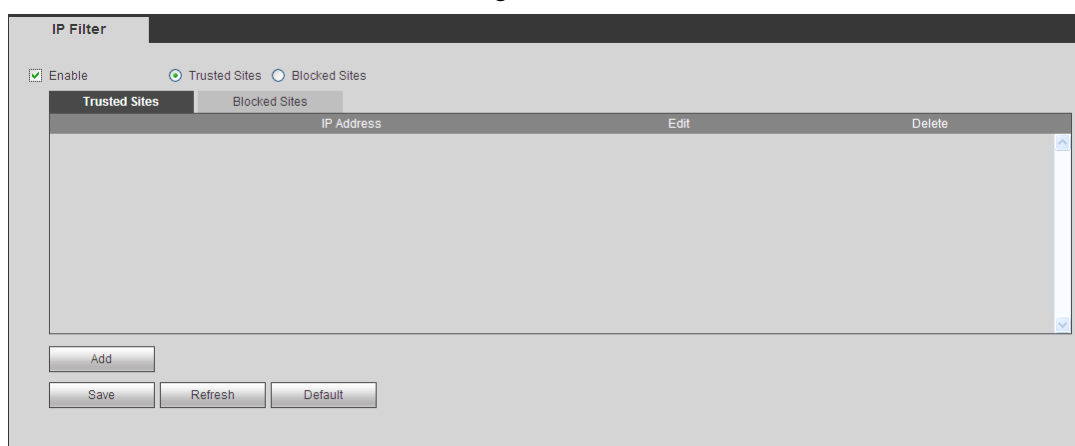 IP Filter
Enable Trusted Sites Blocked Sites
Trusted Sites Blocked Sites
IP Address Edit Delete
Add
Save Refresh Default